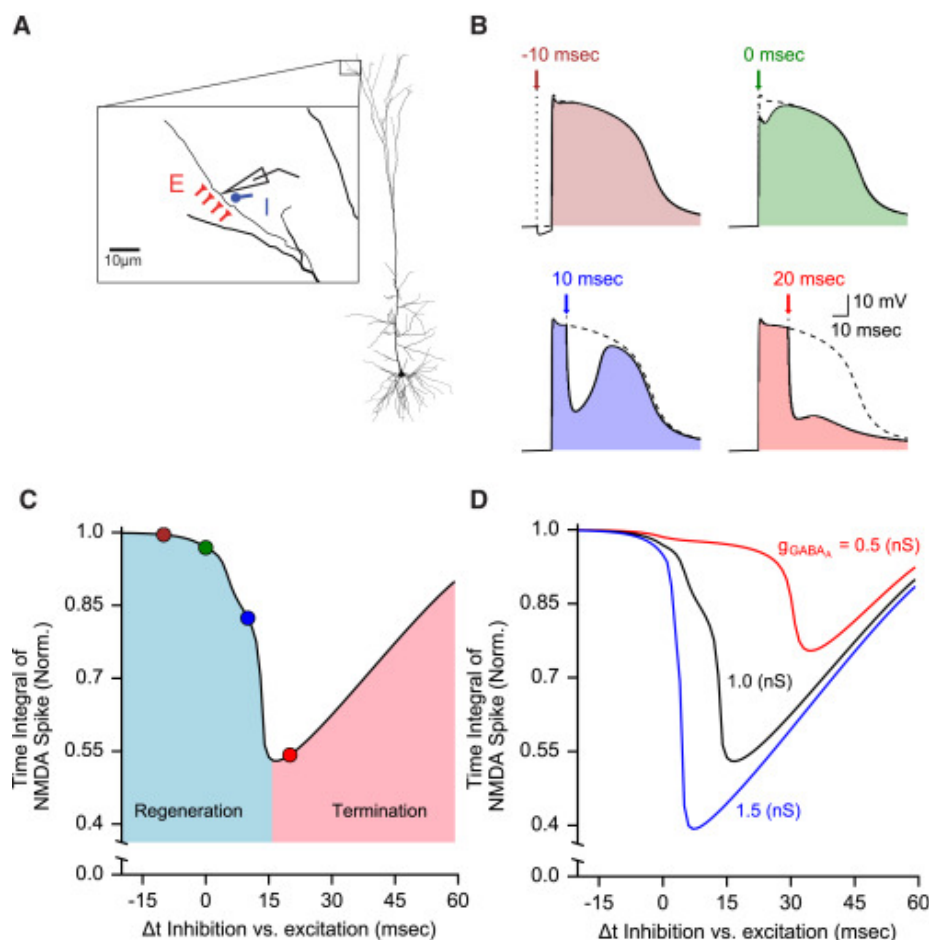 A
E
I
10μm
B
-10 msec
0 msec
10 msec
20 msec
10 mV
10 msec
C
Time Integral of
NMDA Spike (Norm.)
1.0
0.85
0.7
0.55
0.4
0.0
Regeneration
Termination
-15 0 15 30 45 60
Δt Inhibition vs. excitation (msec)
D
Time Integral of
NMDA Spike (Norm.)
1.0
0.85
0.7
0.55
0.4
0.0
gGABAA = 0.5 (nS)
1.0 (nS)
1.5 (nS)
-15 0 15 30 45 60
Δt Inhibition vs. excitation (msec)